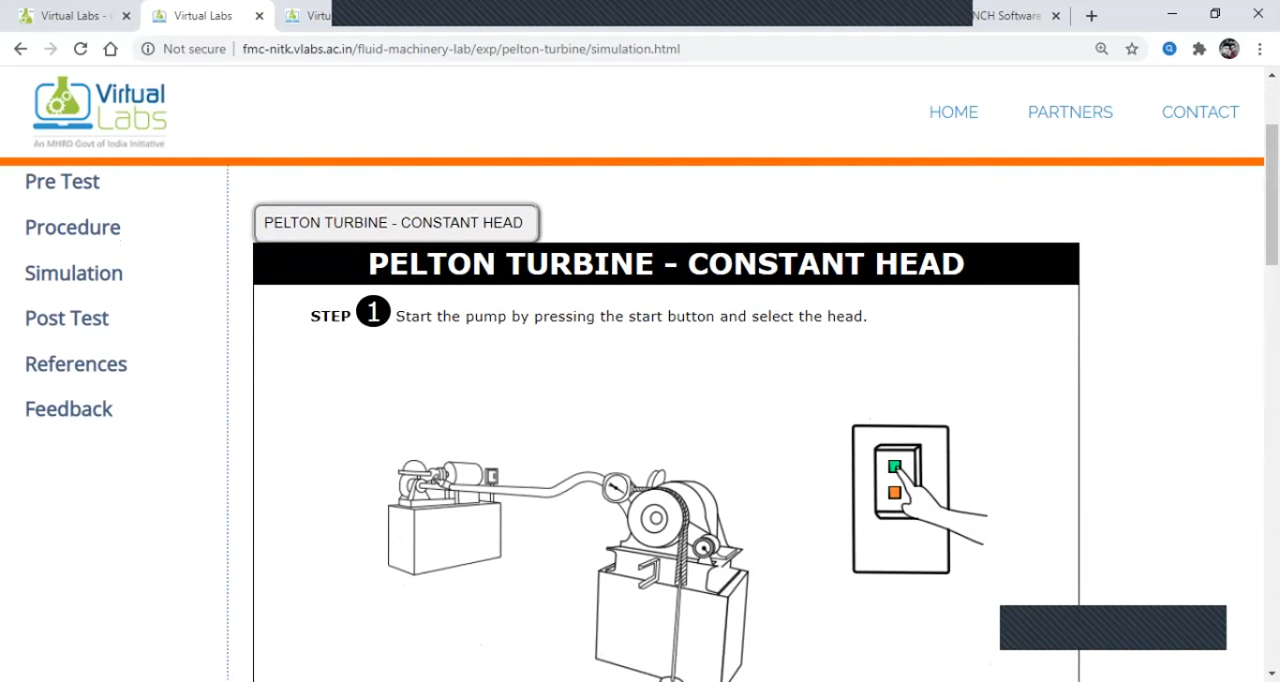 Virtual Labs -
Virtual Labs
Virtu
NCH Software
Not secure
fmc-nitk.vlabs.ac.in/fluid-machinery-lab/exp/pelton-turbine/simulation.html
Virtual
Labs
An MHRD Govt of India Initiative
HOME
PARTNERS
CONTACT
Pre Test
Procedure
Simulation
Post Test
References
Feedback
PELTON TURBINE - CONSTANT HEAD
PELTON TURBINE - CONSTANT HEAD
STEP 1 Start the pump by pressing the start button and select the head.